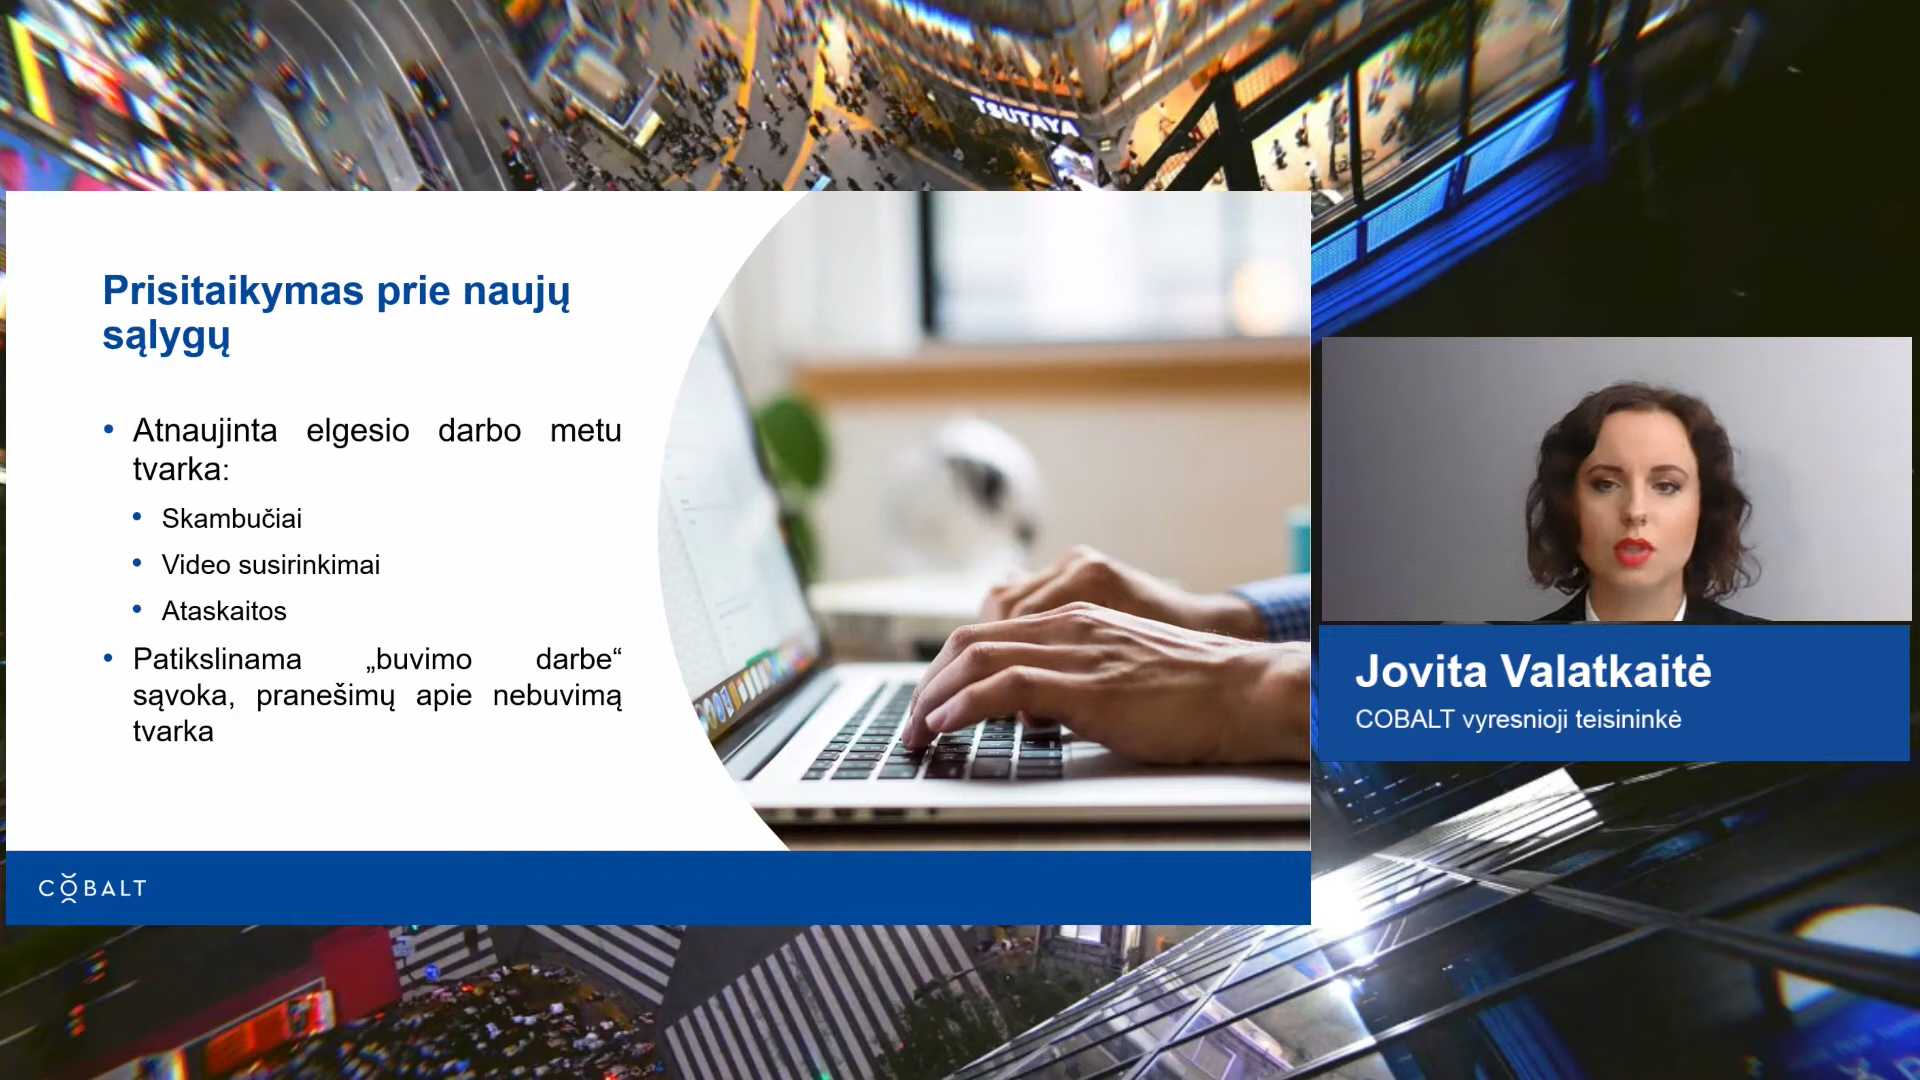 TSUTAYA
Prisitaikymas prie naujų
sąlygų
• Atnaujinta elgesio darbo metu
tvarka:
• Skambučiai
• Video susirinkimai
• Ataskaitos
• Patikslinama „buvimo darbe“
sąvoka, pranešimų apie nebuvimą
tvarka
COBALT
Jovita Valatkaitė
COBALT vyresnioji teisininkė